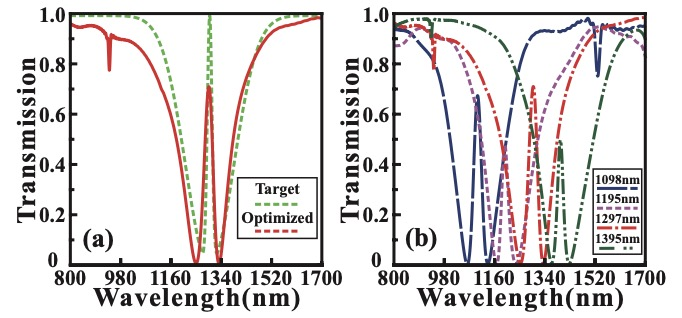 1.0
0.8
0.6
0.4
0.2
0
Transmission
(a)
Target
Optimized
800 980 1160 1340 1520 1700
Wavelength(nm)
1.0
0.8
0.6
0.4
0.2
0
Transmission
(b)
1098nm
1195nm
1297nm
1395nm
800 980 1160 1340 1520 1700
Wavelength(nm)